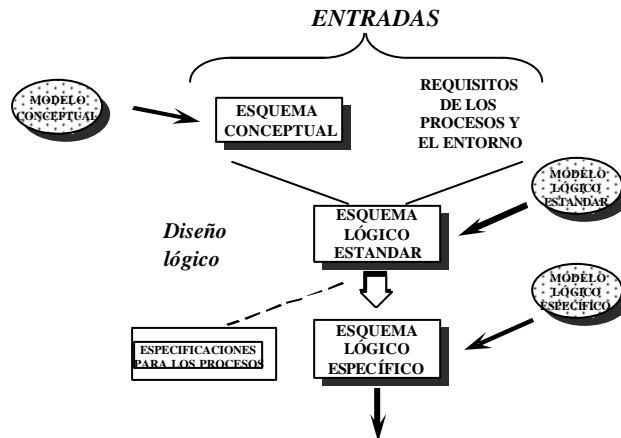 ENTRADAS
MODELO
CONCEPTUAL
ESQUEMA
CONCEPTUAL
REQUISITOS
DE LOS
PROCESOS Y
EL ENTORNO
MODELO
LÓGICO
ESTANDAR
Diseño
lógico
ESQUEMA
LÓGICO
ESTANDAR
MODELO
LÓGICO
ESPECÍFICO
ESPECIFICACIONES
PARA LOS PROCESOS
ESQUEMA
LÓGICO
ESPECÍFICO